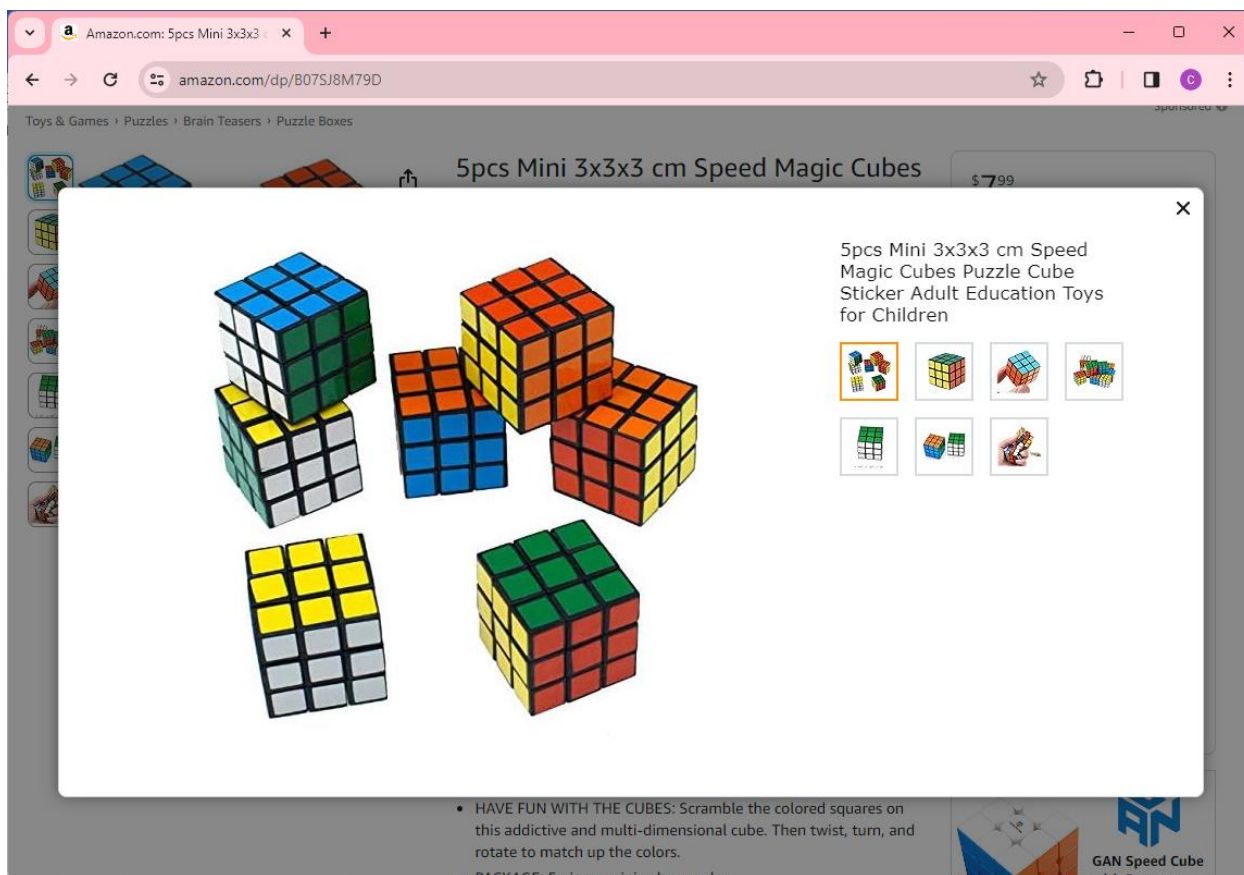 Amazon.com: 5pcs Mini 3x3x3 c
amazon.com/dp/B07SJ8M79D
C
Sponsored
Toys & Games › Puzzles › Brain Teasers › Puzzle Boxes
5pcs Mini 3x3x3 cm Speed Magic Cubes
$799
5pcs Mini 3x3x3 cm Speed
Magic Cubes Puzzle Cube
Sticker Adult Education Toys
for Children
• HAVE FUN WITH THE CUBES: Scramble the colored squares on
this addictive and multi-dimensional cube. Then twist, turn, and
rotate to match up the colors.
GAN
GAN Speed Cube